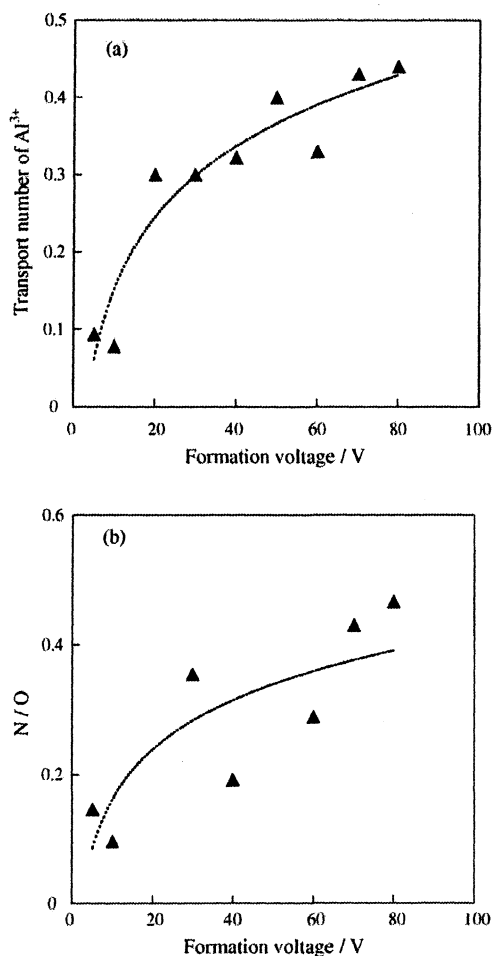 0.5
(a)
0.4
0.3
0.2
0.1
0
Transport number of Al³⁺
0 20 40 60 80 100
Formation voltage / V
0.6
(b)
0.4
0.2
0
N / O
0 20 40 60 80 100
Formation voltage / V